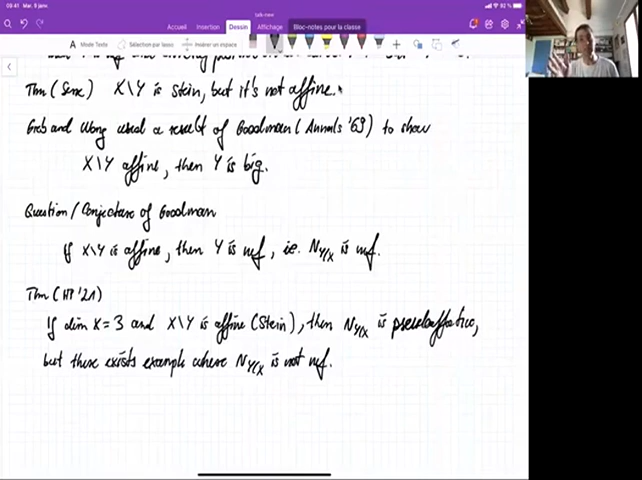 09:41 Mar. 8 janv.
talk-new
92 %
Accueil Insertion Dessin Affichage Bloc-notes pour la classe
Mode Texte Sélection par lasso Insérer un espace
Thm (Serre) X\Y is Stein, but it's not affine.
Greb and Wong used a result of Goodman (Annals '69) to show
X\Y affine, then Y is big.
Question / Conjecture of Goodman
If X\Y is affine, then Y is nef, i.e. N_{Y/X} is nef.
Thm (HP '21)
If dim X = 3 and X\Y is affine (Stein), then N_{Y/X} is pseudoeffective,
but there exists example where N_{Y/X} is not nef.